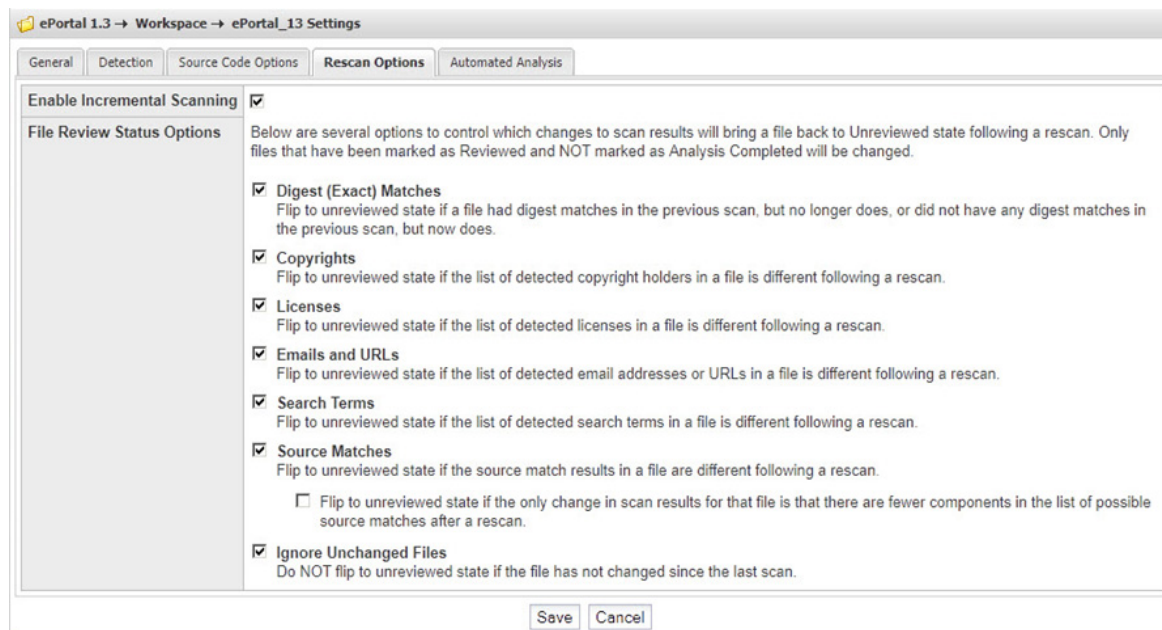 ePortal 1.3 → Workspace → ePortal_13 Settings
General Detection Source Code Options Rescan Options Automated Analysis
Enable Incremental Scanning
File Review Status Options
Below are several options to control which changes to scan results will bring a file back to Unreviewed state following a rescan. Only
files that have been marked as Reviewed and NOT marked as Analysis Completed will be changed.
Digest (Exact) Matches
Flip to unreviewed state if a file had digest matches in the previous scan, but no longer does, or did not have any digest matches in
the previous scan, but now does.
Copyrights
Flip to unreviewed state if the list of detected copyright holders in a file is different following a rescan.
Licenses
Flip to unreviewed state if the list of detected licenses in a file is different following a rescan.
Emails and URLs
Flip to unreviewed state if the list of detected email addresses or URLs in a file is different following a rescan.
Search Terms
Flip to unreviewed state if the list of detected search terms in a file is different following a rescan.
Source Matches
Flip to unreviewed state if the source match results in a file are different following a rescan.
Flip to unreviewed state if the only change in scan results for that file is that there are fewer components in the list of possible
source matches after a rescan.
Ignore Unchanged Files
Do NOT flip to unreviewed state if the file has not changed since the last scan.
Save Cancel